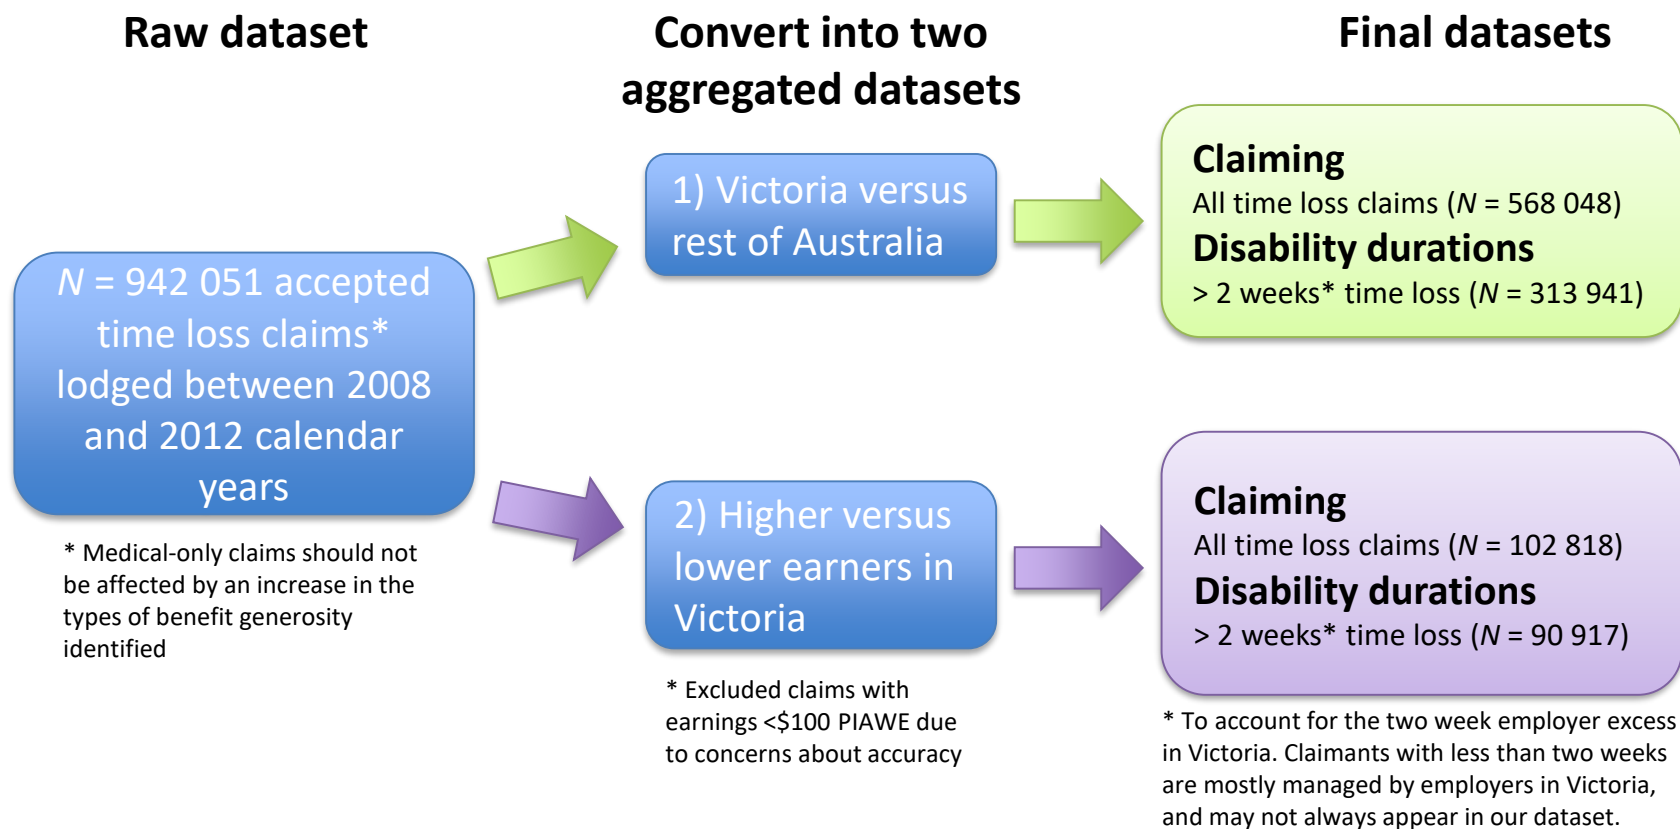 Raw dataset
Convert into two
aggregated datasets
Final datasets
N = 942 051 accepted
time loss claims*
lodged between 2008
and 2012 calendar
years
* Medical-only claims should not
be affected by an increase in the
types of benefit generosity
identified
1) Victoria versus
rest of Australia
2) Higher versus
lower earners in
Victoria
* Excluded claims with
earnings <$100 PIAWE due
to concerns about accuracy
Claiming
All time loss claims (N = 568 048)
Disability durations
> 2 weeks* time loss (N = 313 941)
Claiming
All time loss claims (N = 102 818)
Disability durations
> 2 weeks* time loss (N = 90 917)
* To account for the two week employer excess
in Victoria. Claimants with less than two weeks
are mostly managed by employers in Victoria,
and may not always appear in our dataset.